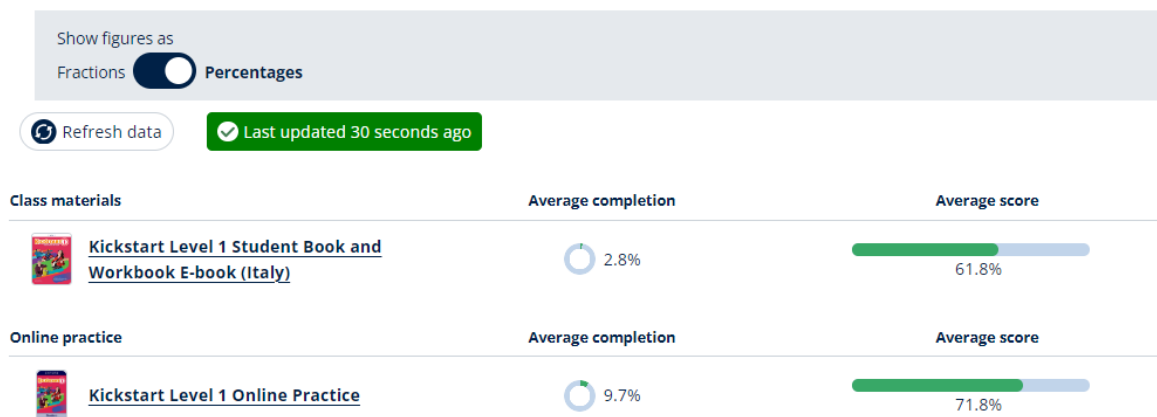 Show figures as
Fractions Percentages
Refresh data Last updated 30 seconds ago
Class materials Average completion Average score
Kickstart Level 1 Student Book and
Workbook E-book (Italy)
2.8%
61.8%
Online practice Average completion Average score
Kickstart Level 1 Online Practice 9.7%
71.8%